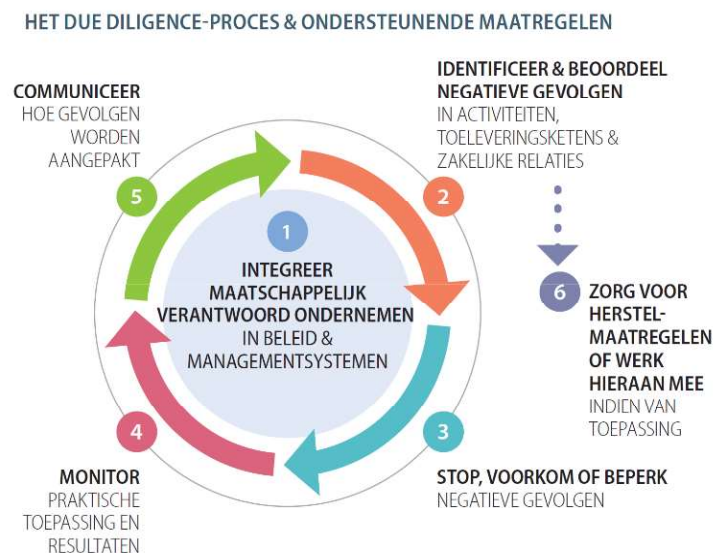 HET DUE DILIGENCE-PROCES & ONDERSTEUNENDE MAATREGELEN
1
INTEGREER
MAATSCHAPPELIJK
VERANTWOORD ONDERNEMEN
IN BELEID &
MANAGEMENTSYSTEMEN
2
IDENTIFICEER & BEOORDEEL
NEGATIEVE GEVOLGEN
IN ACTIVITEITEN,
TOELEVERINGSKETENS &
ZAKELIJKE RELATIES
3
STOP, VOORKOM OF BEPERK
NEGATIEVE GEVOLGEN
4
MONITOR
PRAKTISCHE
TOEPASSING EN
RESULTATEN
5
COMMUNICEER
HOE GEVOLGEN
WORDEN
AANGEPAKT
6
ZORG VOOR
HERSTEL-
MAATREGELEN
OF WERK
HIERAAN MEE
INDIEN VAN
TOEPASSING